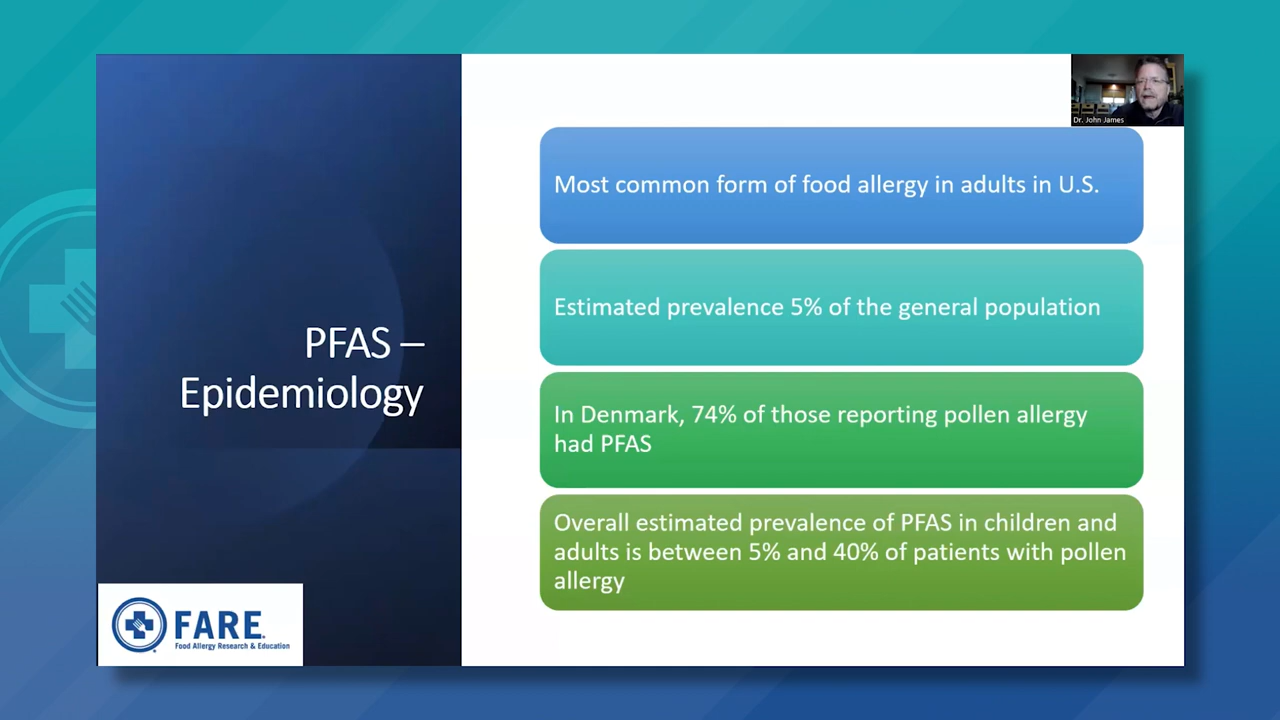 PFAS –
Epidemiology
Dr. John James
Most common form of food allergy in adults in U.S.
Estimated prevalence 5% of the general population
In Denmark, 74% of those reporting pollen allergy
had PFAS
Overall estimated prevalence of PFAS in children and
adults is between 5% and 40% of patients with pollen
allergy
FARE
Food Allergy Research & Education